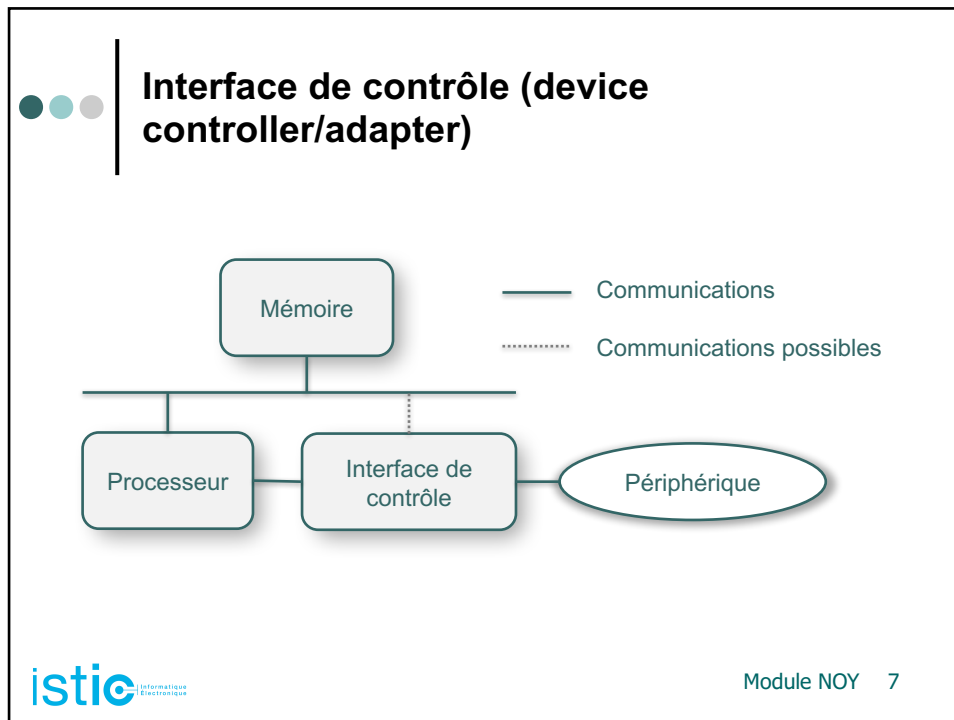 Interface de contrôle (device
controller/adapter)
Mémoire
Communications
Communications possibles
Processeur
Interface de
contrôle
Périphérique
istic
Informatique
Électronique
Module NOY 7